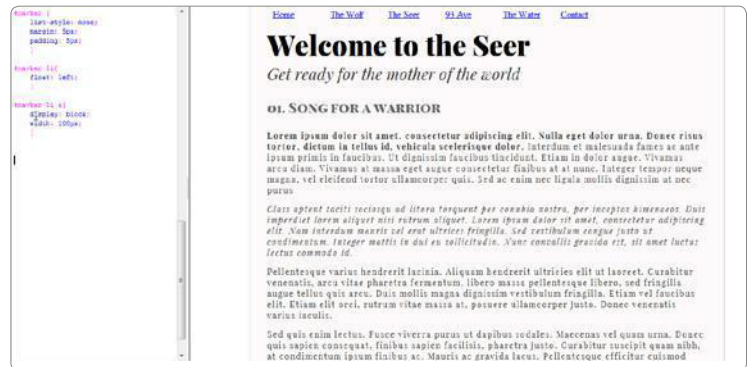 #marker {
list-style: none;
margin: 5px;
padding: 5px;
}
#marker li{
float: left;
}
#marker li a{
display: block;
width: 100px;
}
Home The Wolf The Seer 93 Ave The Water Contact
Welcome to the Seer
Get ready for the mother of the world
01. Song for a warrior
Lorem ipsum dolor sit amet, consectetur adipiscing elit. Nulla eget dolor urna. Donec risus
tortor, dictum in tellus id, vehicula scelerisque dolor. Interdum et malesuada fames ac ante
ipsum primis in faucibus. Ut dignissim faucibus tincidunt. Etiam in dolor augue. Vivamus
arcu diam. Vivamus at massa eget augue consectetur finibus at at nunc. Integer tempor neque
magna, vel eleifend tortor ullamcorper quis. Sed ac enim nec ligula mollis dignissim ut nec
purus
Class aptent taciti sociosqu ad litora torquent per conubia nostra, per inceptos himenaeos. Duis
imperdiet lorem aliquet nisi rutrum aliquet. Lorem ipsum dolor sit amet, consectetur adipiscing
elit. Nam interdum mauris vel erat ultrices fringilla. Sed vestibulum congue justo ut
condimentum. Integer mattis in dui eu sollicitudin. Nunc convallis gravida est, sit amet luctus
lectus commodo id.
Pellentesque varius hendrerit lacinia. Aliquam hendrerit ultricies elit ut laoreet. Curabitur
venenatis, arcu vitae pharetra fermentum, libero massa pellentesque libero, sed fringilla
augue tellus quis arcu. Duis mollis magna dignissim vestibulum fringilla. Etiam vel faucibus
elit. Etiam elit orci, rutrum vitae massa at, posuere ullamcorper justo. Donec venenatis
varius iaculis.
Sed quis enim lectus. Fusce viverra purus ut dapibus sodales. Maecenas vel quam urna. Donec
quis sapien consequat, finibus sapien facilisis, pharetra justo. Curabitur suscipit quam nibh,
at condimentum ipsum finibus ac. Mauris ac gravida lacus. Pellentesque efficitur euismod